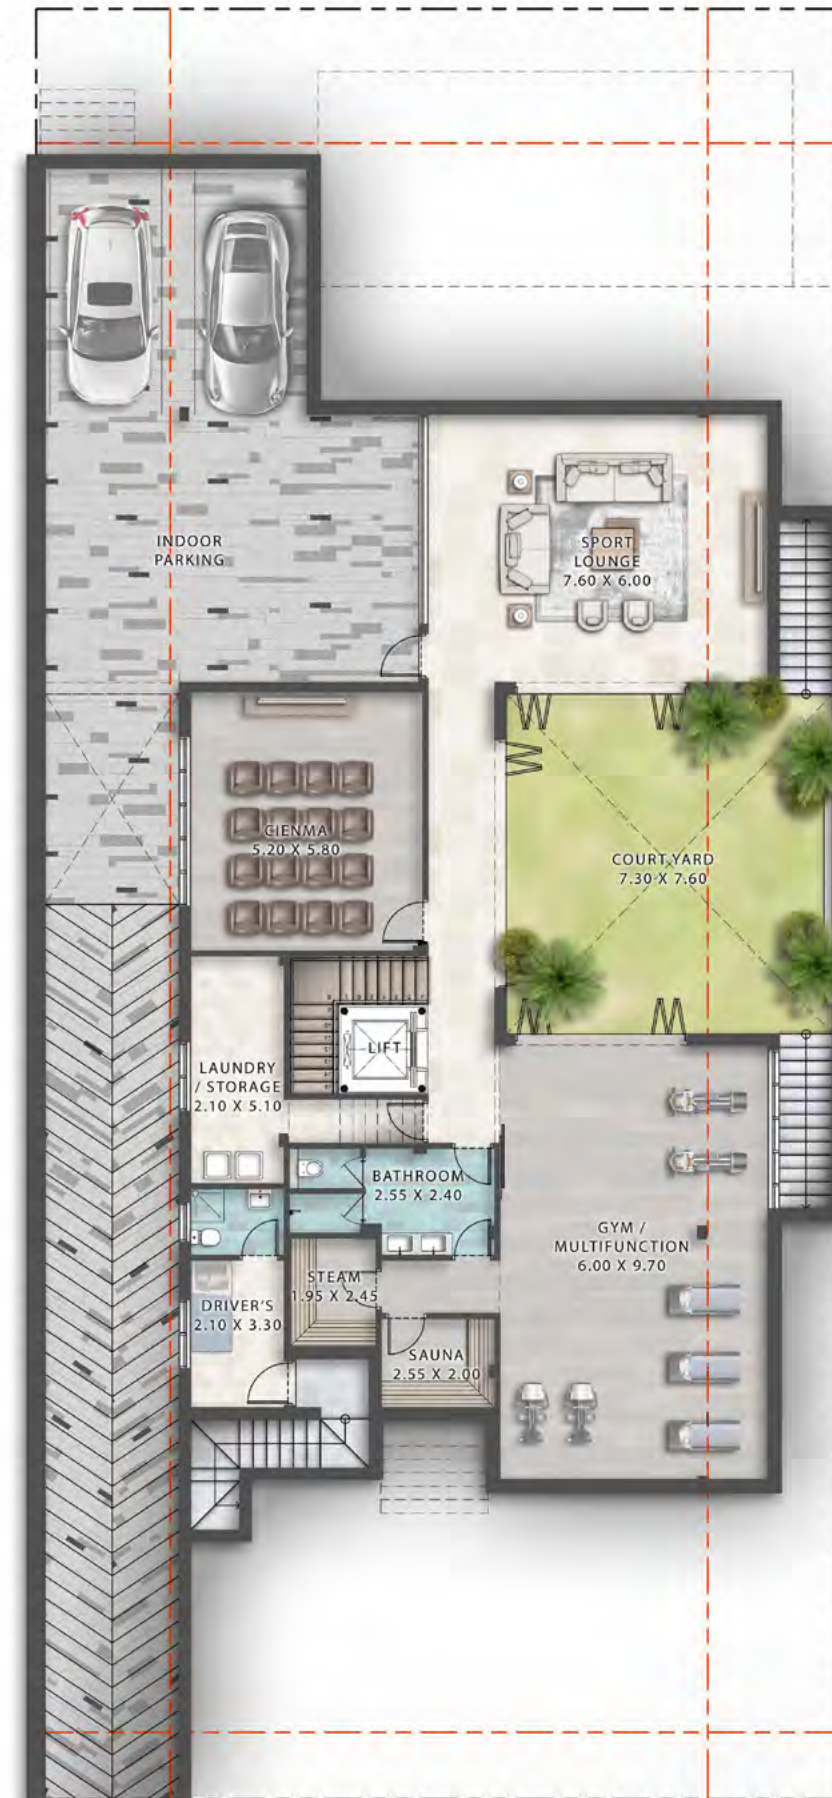 INDOOR
PARKING
SPORT
LOUNGE
7.60 X 6.00
CIENMA
5.20 X 5.80
COURT YARD
7.30 X 7.60
LIFT
LAUNDRY
/ STORAGE
2.10 X 5.10
BATHROOM
2.55 X 2.40
GYM /
MULTIFUNCTION
6.00 X 9.70
STEAM
1.95 X 2.45
DRIVER'S
2.10 X 3.30
SAUNA
2.55 X 2.00